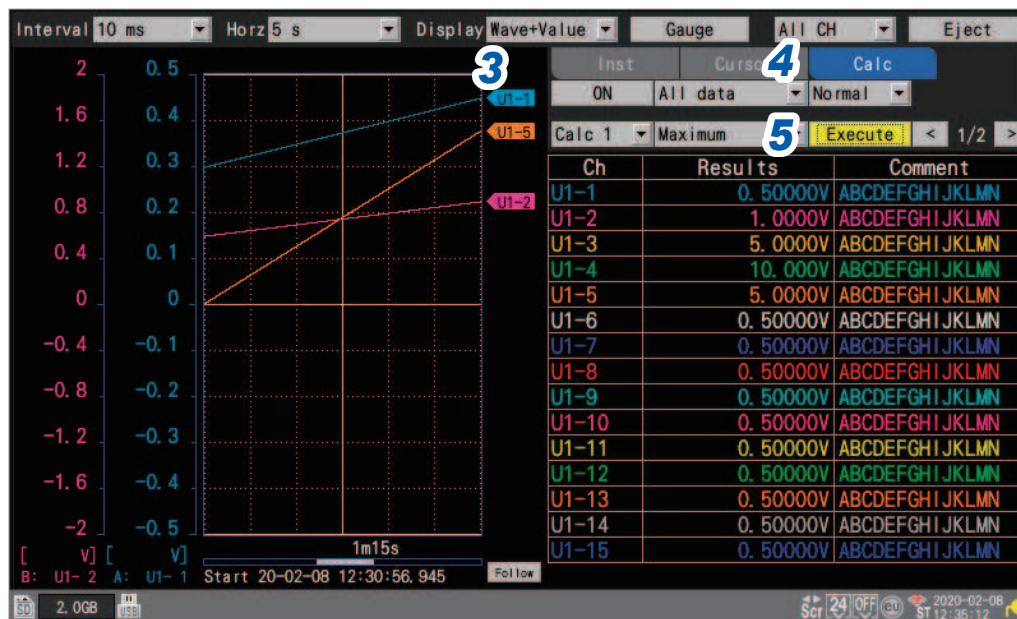 Interval 10 ms Horz 5 s Display Wave+Value Gauge All CH Eject
3 4
Inst Curso Calc
ON All data Normal
Calc 1 Maximum 5 Execute < 1/2 >
Ch Results Comment
U1-1 0.50000V ABCDEFGHIJKLMN
U1-2 1.0000V ABCDEFGHIJKLMN
U1-3 5.0000V ABCDEFGHIJKLMN
U1-4 10.000V ABCDEFGHIJKLMN
U1-5 5.0000V ABCDEFGHIJKLMN
U1-6 0.50000V ABCDEFGHIJKLMN
U1-7 0.50000V ABCDEFGHIJKLMN
U1-8 0.50000V ABCDEFGHIJKLMN
U1-9 0.50000V ABCDEFGHIJKLMN
U1-10 0.50000V ABCDEFGHIJKLMN
U1-11 0.50000V ABCDEFGHIJKLMN
U1-12 0.50000V ABCDEFGHIJKLMN
U1-13 0.50000V ABCDEFGHIJKLMN
U1-14 0.50000V ABCDEFGHIJKLMN
U1-15 0.50000V ABCDEFGHIJKLMN
2 0.5
1.6 0.4
1.2 0.3
0.8 0.2
0.4 0.1
0 0
-0.4 -0.1
-0.8 -0.2
-1.2 -0.3
-1.6 -0.4
-2 -0.5
U1-1
U1-5
U1-2
1m15s
[ V] [ V]
B: U1- 2 A: U1- 1 Start 20-02-08 12:30:56.945 Follow
SD 2.0GB USB Scr 24 OFF eu ST 2020-02-08
12:35:12